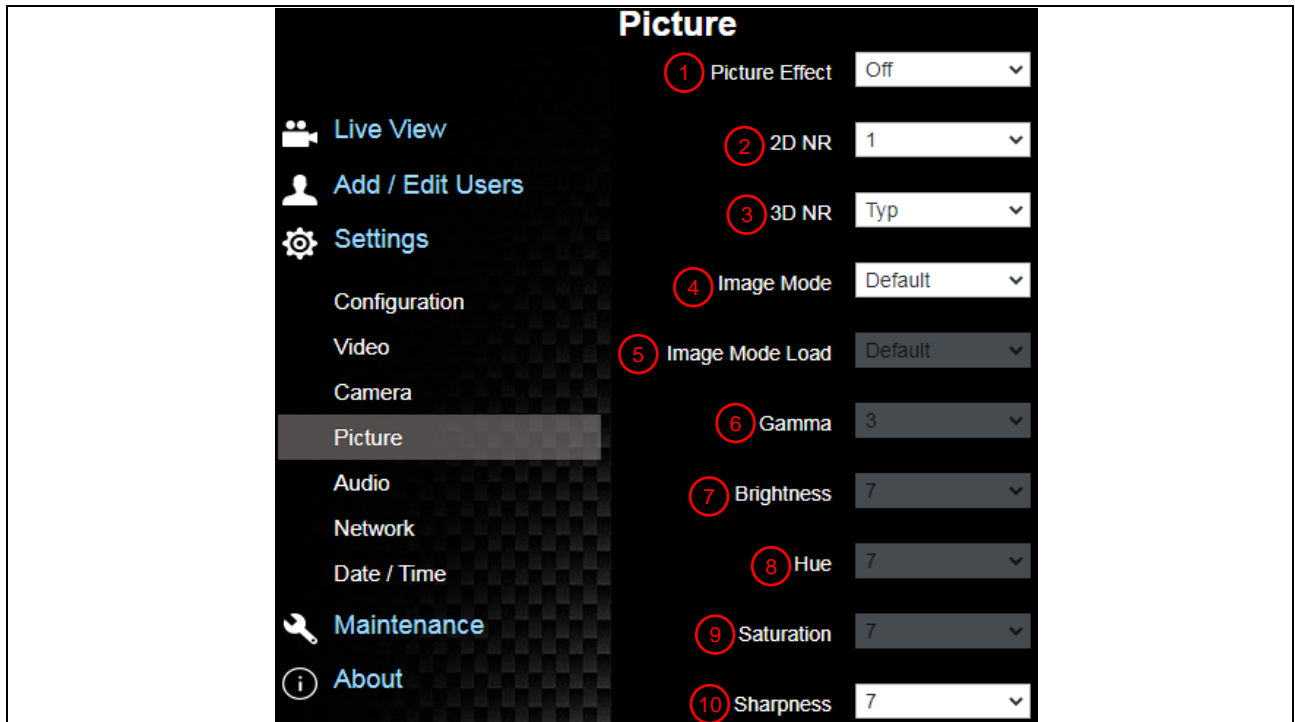 Picture
1 Picture Effect Off
Live View
2 2D NR 1
Add / Edit Users
3 3D NR Typ
Settings
4 Image Mode Default
Configuration
Video
5 Image Mode Load Default
Camera
6 Gamma 3
Picture
Audio
7 Brightness 7
Network
Date / Time
8 Hue 7
Maintenance
9 Saturation 7
About
10 Sharpness 7